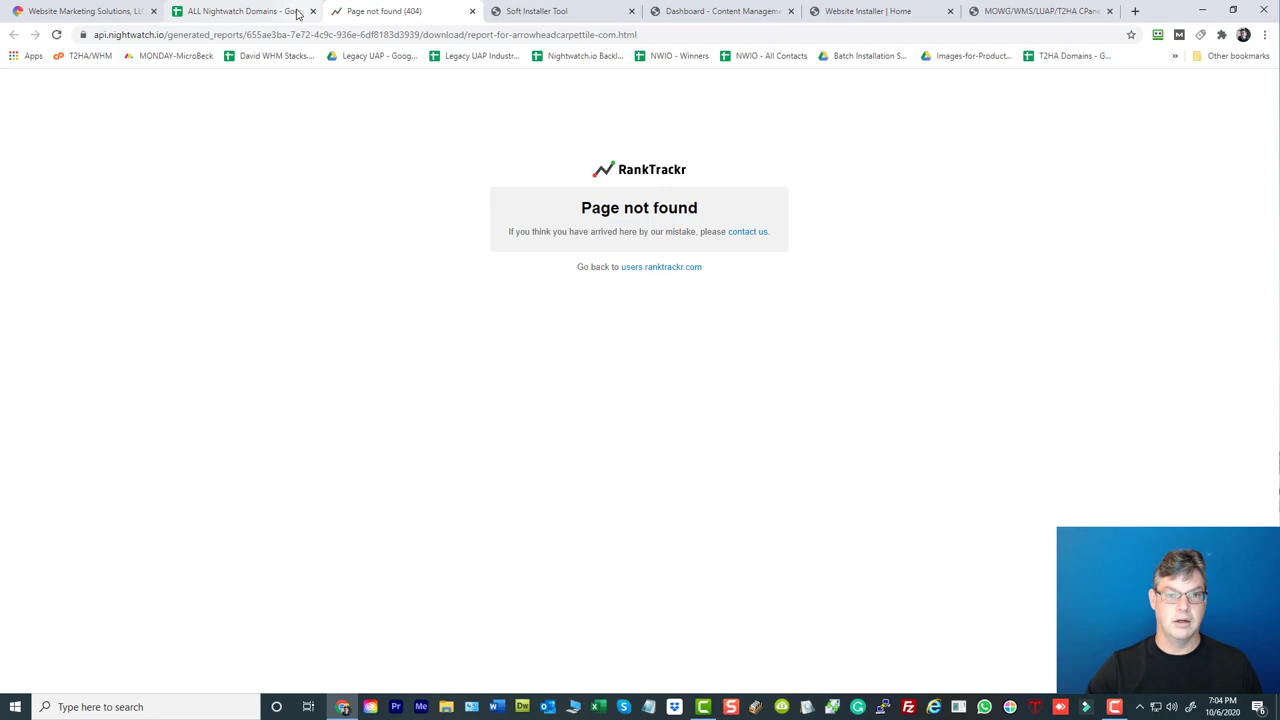 Website Marketing Solutions, LLC
ALL Nightwatch Domains - Goo
Page not found (404)
Soft Installer Tool
Dashboard - Content Manageme
Website Installer | Home
MOWG/WMS/LUAP/T2HA CPane
api.nightwatch.io/generated_reports/655ae3ba-7e72-4c9c-936e-6df8183d3939/download/report-for-arrowheadcarpettile-com.html
Apps
T2HA/WHM
MONDAY-MicroBeck
David WHM Stacks....
Legacy UAP - Goog...
Legacy UAP Industr...
Nightwatch.io Backl...
NWIO - Winners
NWIO - All Contacts
Batch Installation S...
Images-for-Product...
T2HA Domains - G...
»
Other bookmarks
RankTrackr
Page not found
If you think you have arrived here by our mistake, please contact us.
Go back to users.ranktrackr.com
Type here to search
7:04 PM
10/6/2020